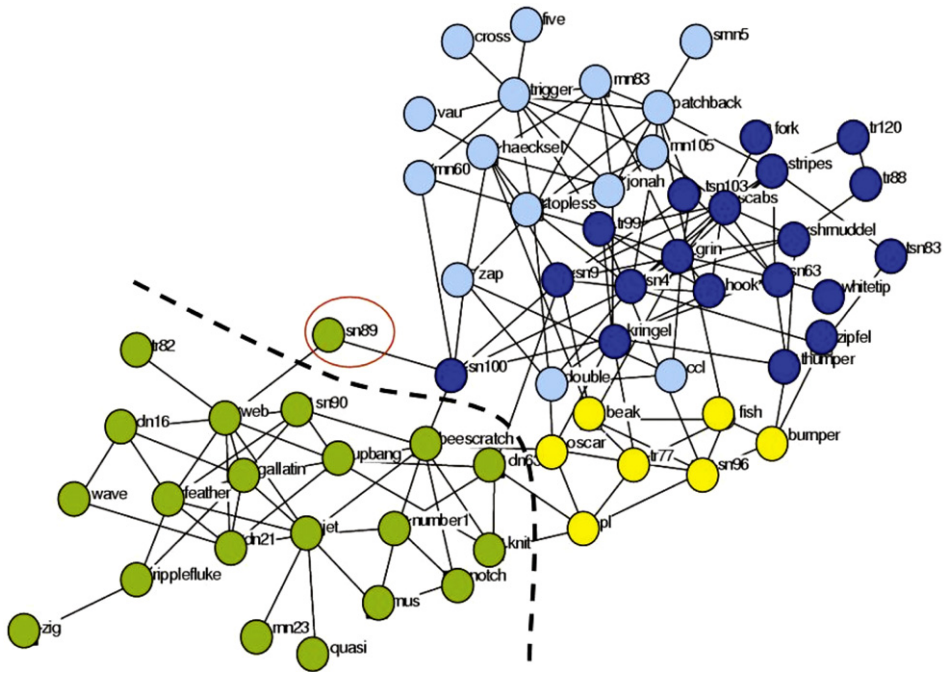 five
cross
smn5
trigger
mn83
patchback
vau
fork
tr120
haecksel
mn105
stripes
mn60
jonah
tsn103
tr88
scabs
stopless
tr99
shmuddel
grin
tsn83
zap
sn9
sn4
hook
sn63
whitetip
sn89
kringel
zipfel
tr82
sn100
thumper
double
ccl
sn90
web
beak
fish
dn16
beescratch
oscar
bumper
upbang
dn63
tr77
gallatin
sn96
wave
feather
jet
number1
pl
dn21
knit
ripplefluke
notch
mus
zig
mn23
quasi